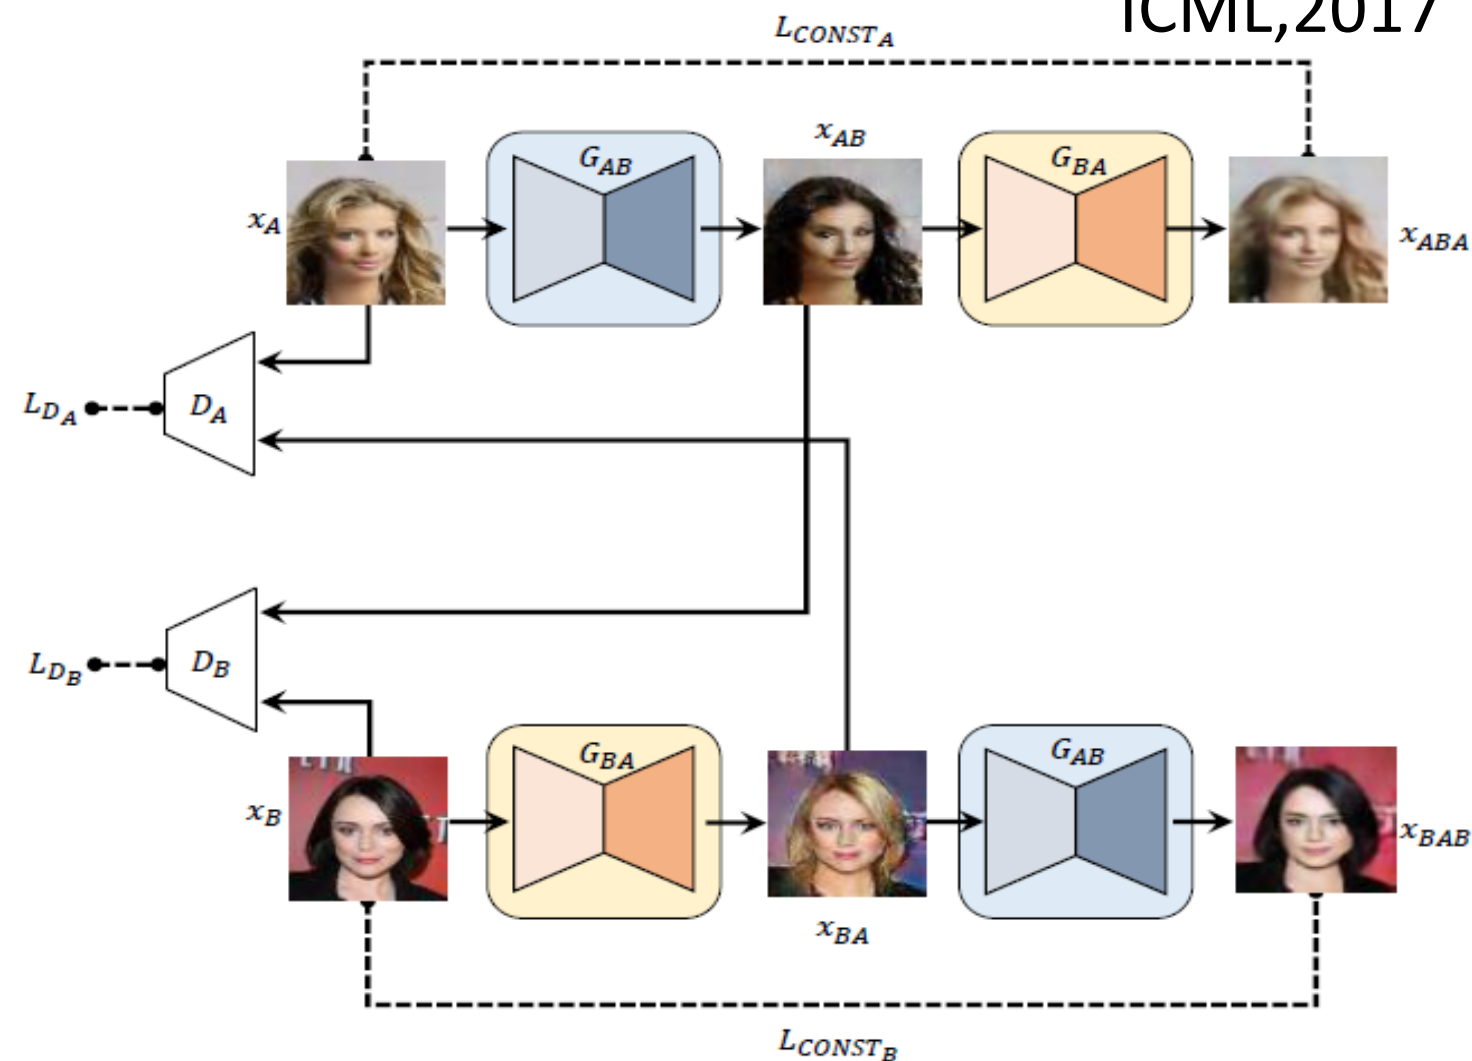 ICML,2017
L_CONST_A
x_AB
G_AB
G_BA
x_A
x_ABA
L_D_A
D_A
L_D_B
D_B
G_BA
G_AB
x_B
x_BAB
x_BA
L_CONST_B